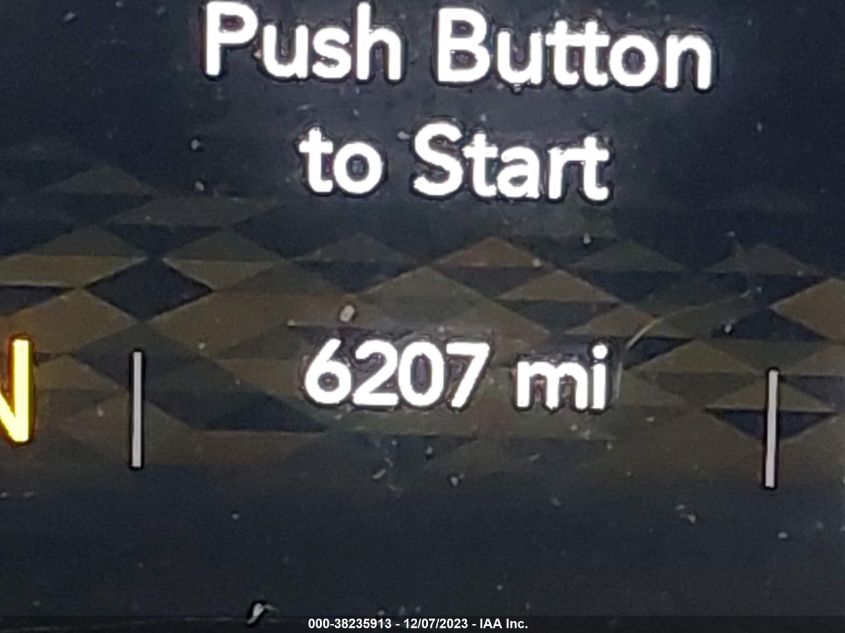 Push Button
to Start
6207 mi
N
000-38235913 - 12/07/2023 - IAA Inc.